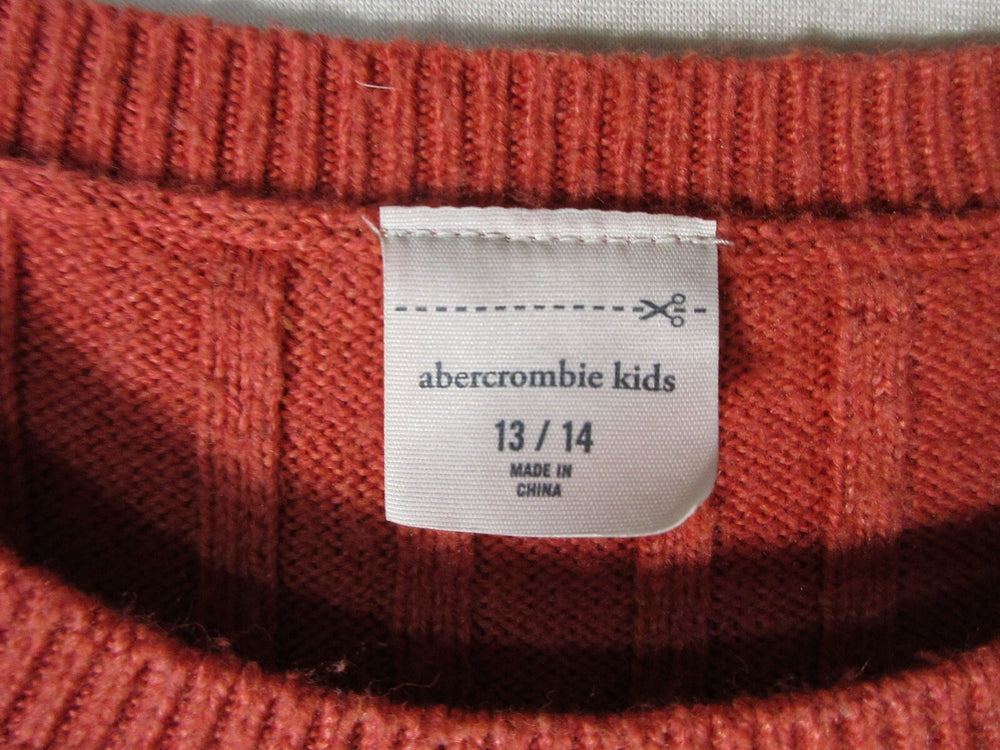 abercrombie kids
13 / 14
MADE IN
CHINA